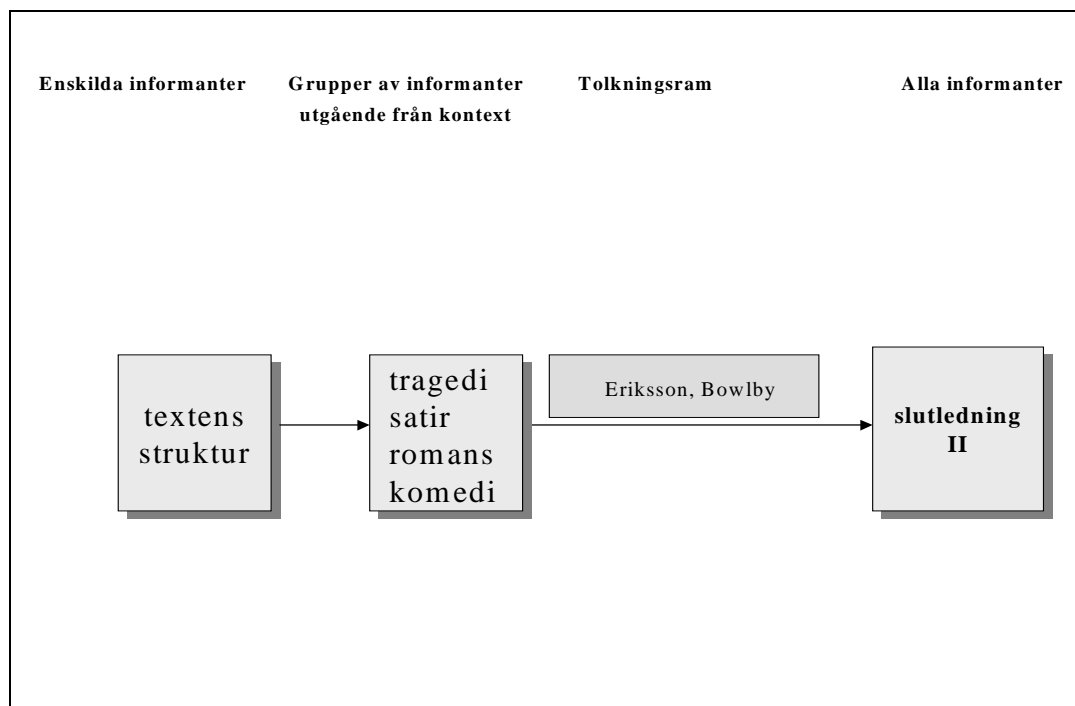 Enskilda informanter
Grupper av informanter
utgående från kontext
Tolkningsram
Alla informanter
textens
struktur
tragedi
satir
romans
komedi
Eriksson, Bowlby
slutledning
II